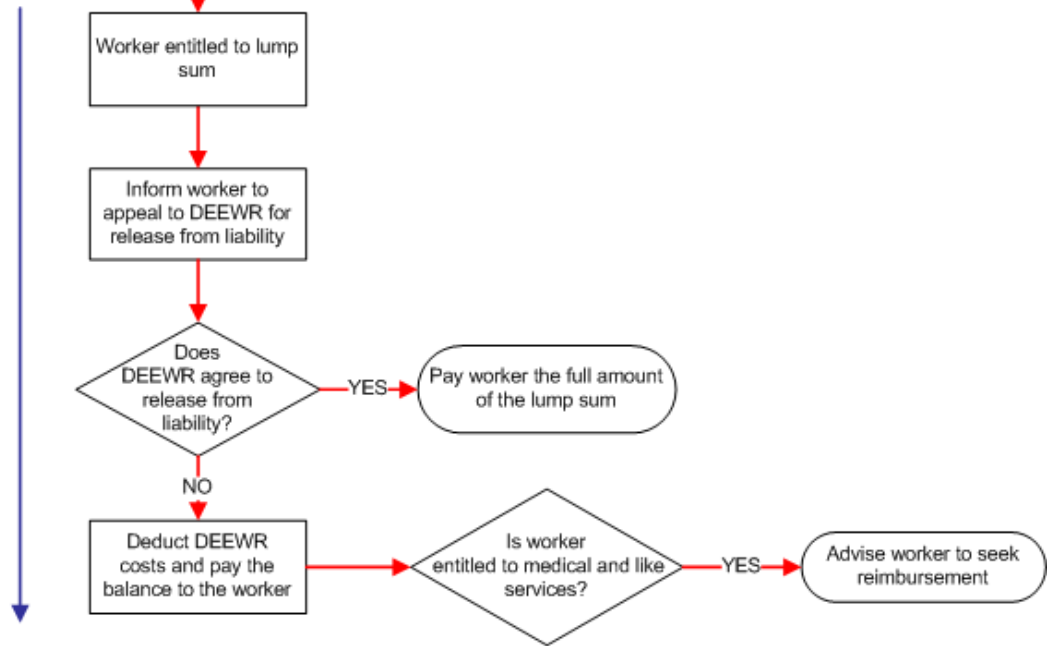 Worker entitled to lump
sum
Inform worker to
appeal to DEEWR for
release from liability
Does
DEEWR agree to
release from
liability?
YES
Pay worker the full amount
of the lump sum
NO
Deduct DEEWR
costs and pay the
balance to the worker
Is worker
entitled to medical and like
services?
YES
Advise worker to seek
reimbursement